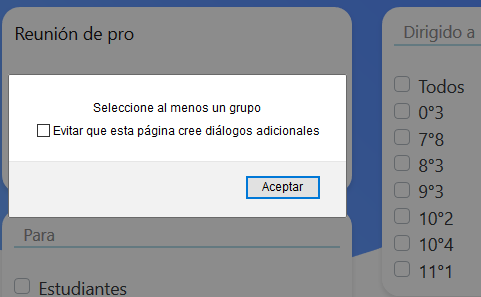 Reunión de pro
Seleccione al menos un grupo
Evitar que esta página cree diálogos adicionales
Aceptar
Para
Estudiantes
Dirigido a
Todos
0°3
7°8
8°3
9°3
10°2
10°4
11°1